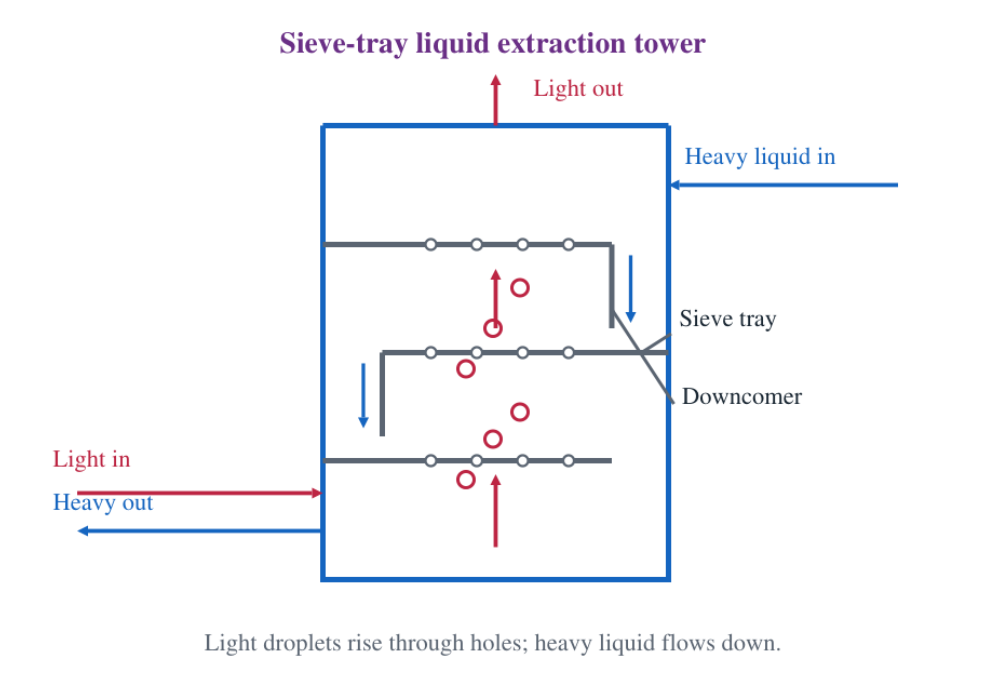 Sieve-tray liquid extraction tower
Light out
Heavy liquid in
Sieve tray
Downcomer
Light in
Heavy out
Light droplets rise through holes; heavy liquid flows down.